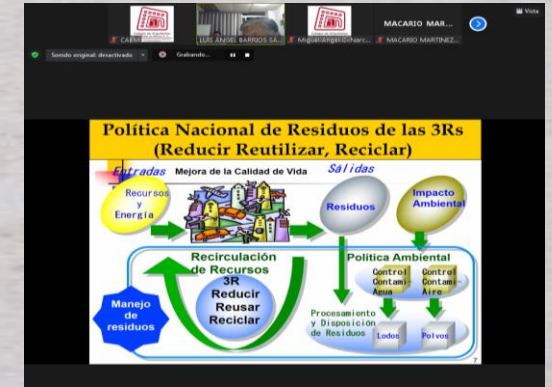 Vista
CAEM
LUIS ANGEL BARRIOS SA...
MACARIO MAR...
MACARIO MARTINEZ...
Sonido original: desactivado
Grabando...
Política Nacional de Residuos de las 3Rs
(Reducir Reutilizar, Reciclar)
Entradas Mejora de la Calidad de Vida Sálidas
Recursos
y
Energía
Residuos
Impacto
Ambiental
Recirculación
de Recursos
3R
Reducir
Reusar
Reciclar
Manejo
de
residuos
Política Ambiental
Control
Contami-
Agua
Control
Contami-
Aire
Procesamiento
y Disposición
de Residuos
Lodos
Polvos
7